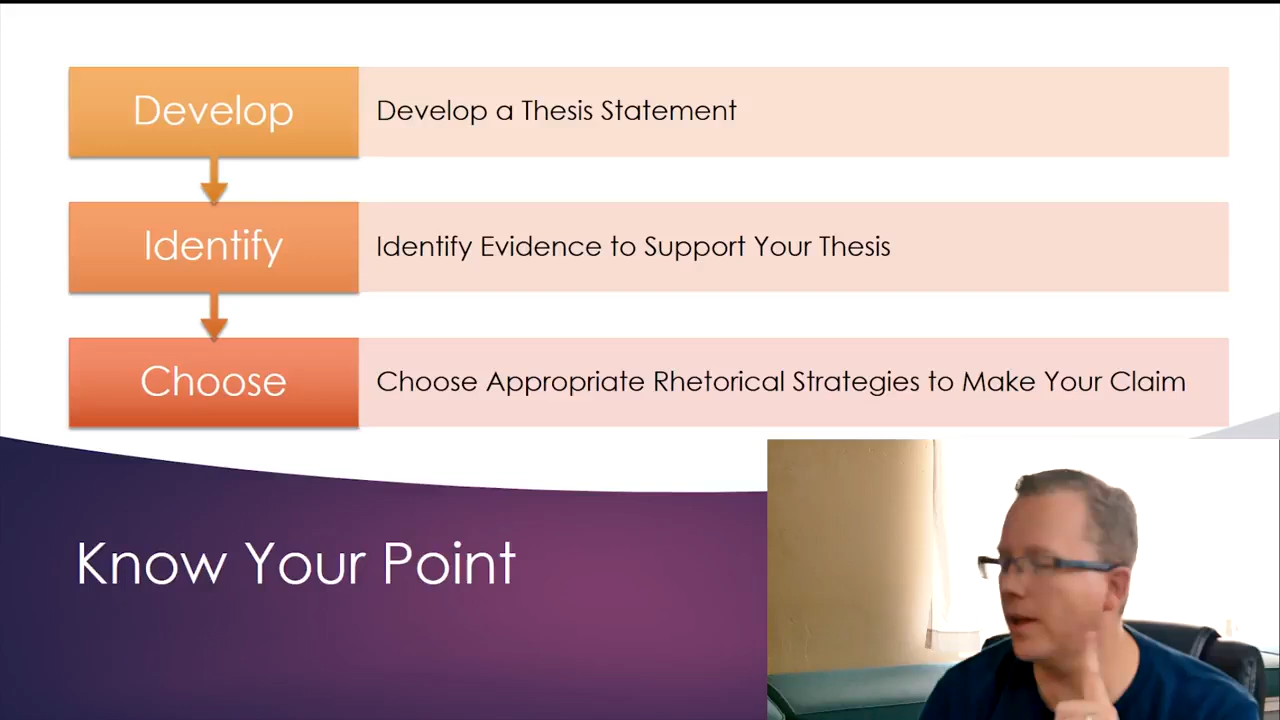 Develop
Develop a Thesis Statement
Identify
Identify Evidence to Support Your Thesis
Choose
Choose Appropriate Rhetorical Strategies to Make Your Claim
Know Your Point